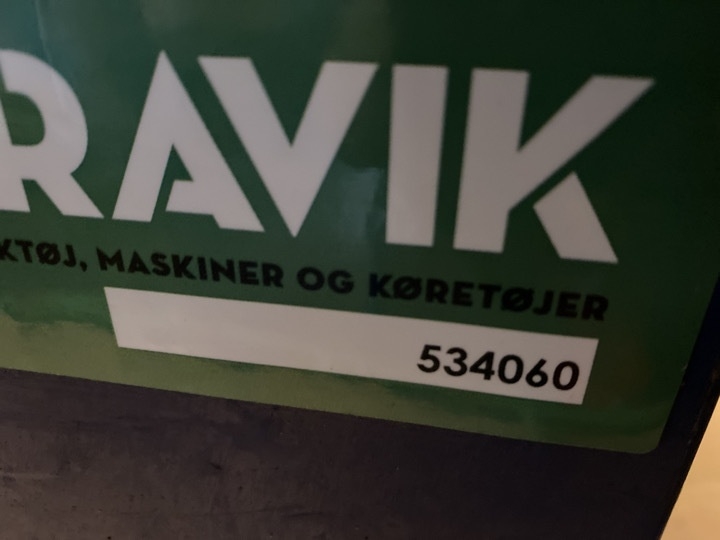 RAVIK
KTØJ, MASKINER OG KØRETØJER
534060